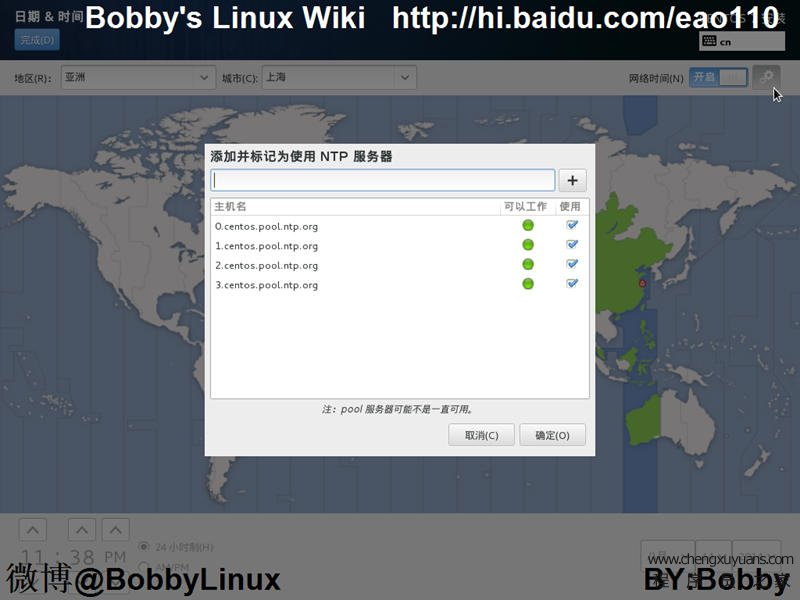 Bobby's Linux Wiki http://hi.baidu.com/eao110
日期 & 时间
完成(D)
cn
地区(R): 亚洲 城市(C): 上海 网络时间(N) 开启
添加并标记为使用 NTP 服务器
主机名 可以工作 使用
0.centos.pool.ntp.org
1.centos.pool.ntp.org
2.centos.pool.ntp.org
3.centos.pool.ntp.org
注：pool 服务器可能不是一直可用。
取消(C) 确定(O)
11 : 38 PM
24 小时制(H)
AM/PM
www.chengxuyuans.com
微博@BobbyLinux
BY:Bobby